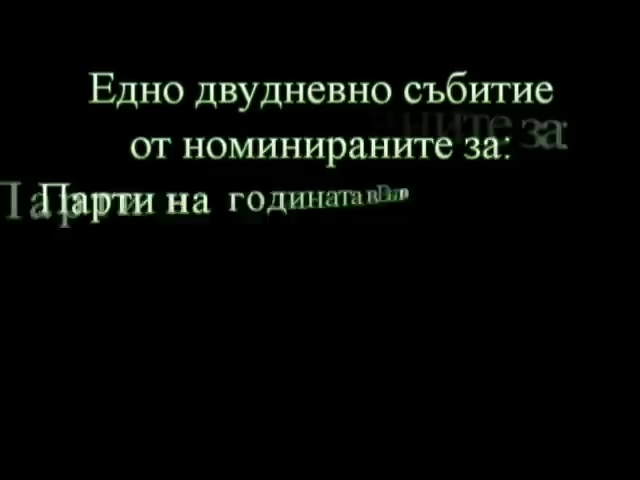 Едно двудневно събитие
от номинираните за:
Парти на годината